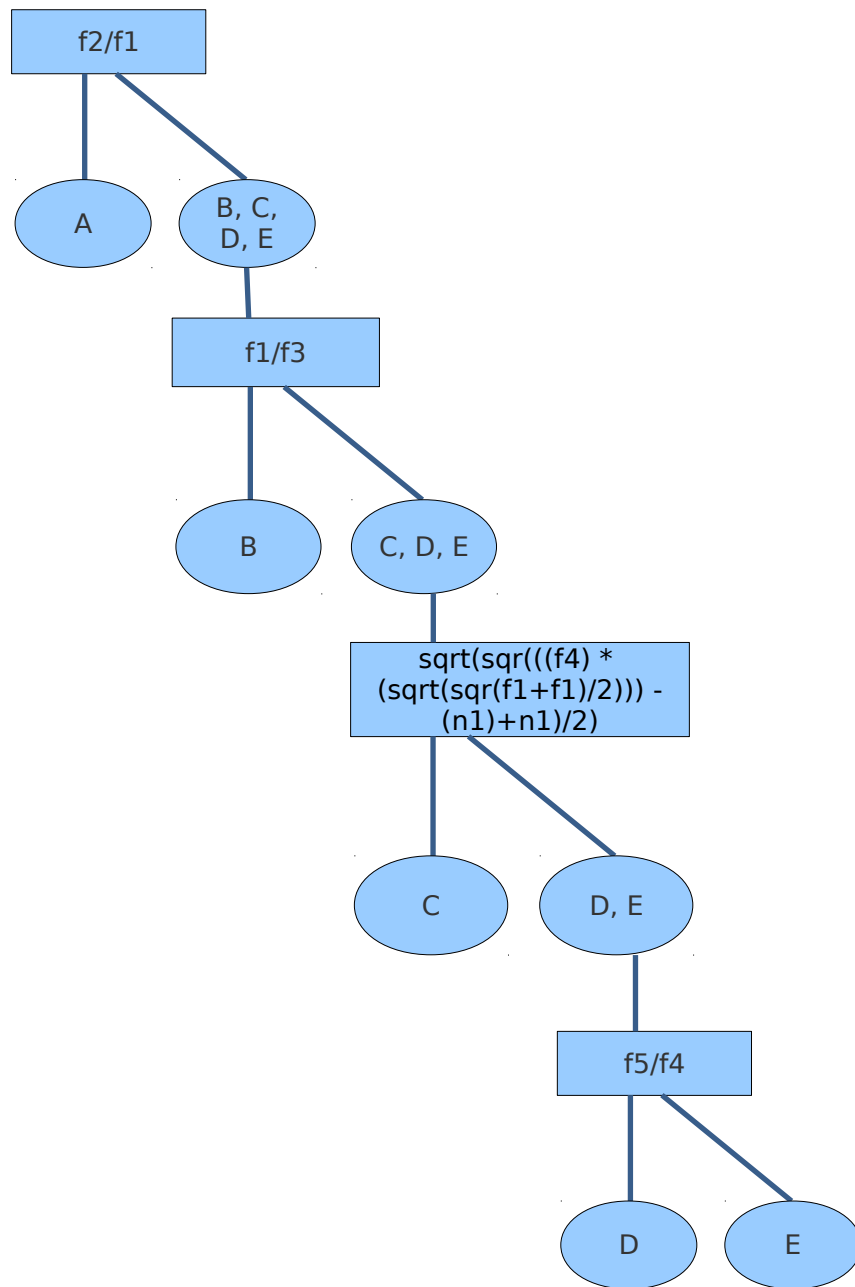 f2/f1
A
B, C,
D, E
f1/f3
B
C, D, E
sqrt(sqr(((f4) *
(sqrt(sqr(f1+f1)/2))) -
(n1)+n1)/2)
C
D, E
f5/f4
D
E